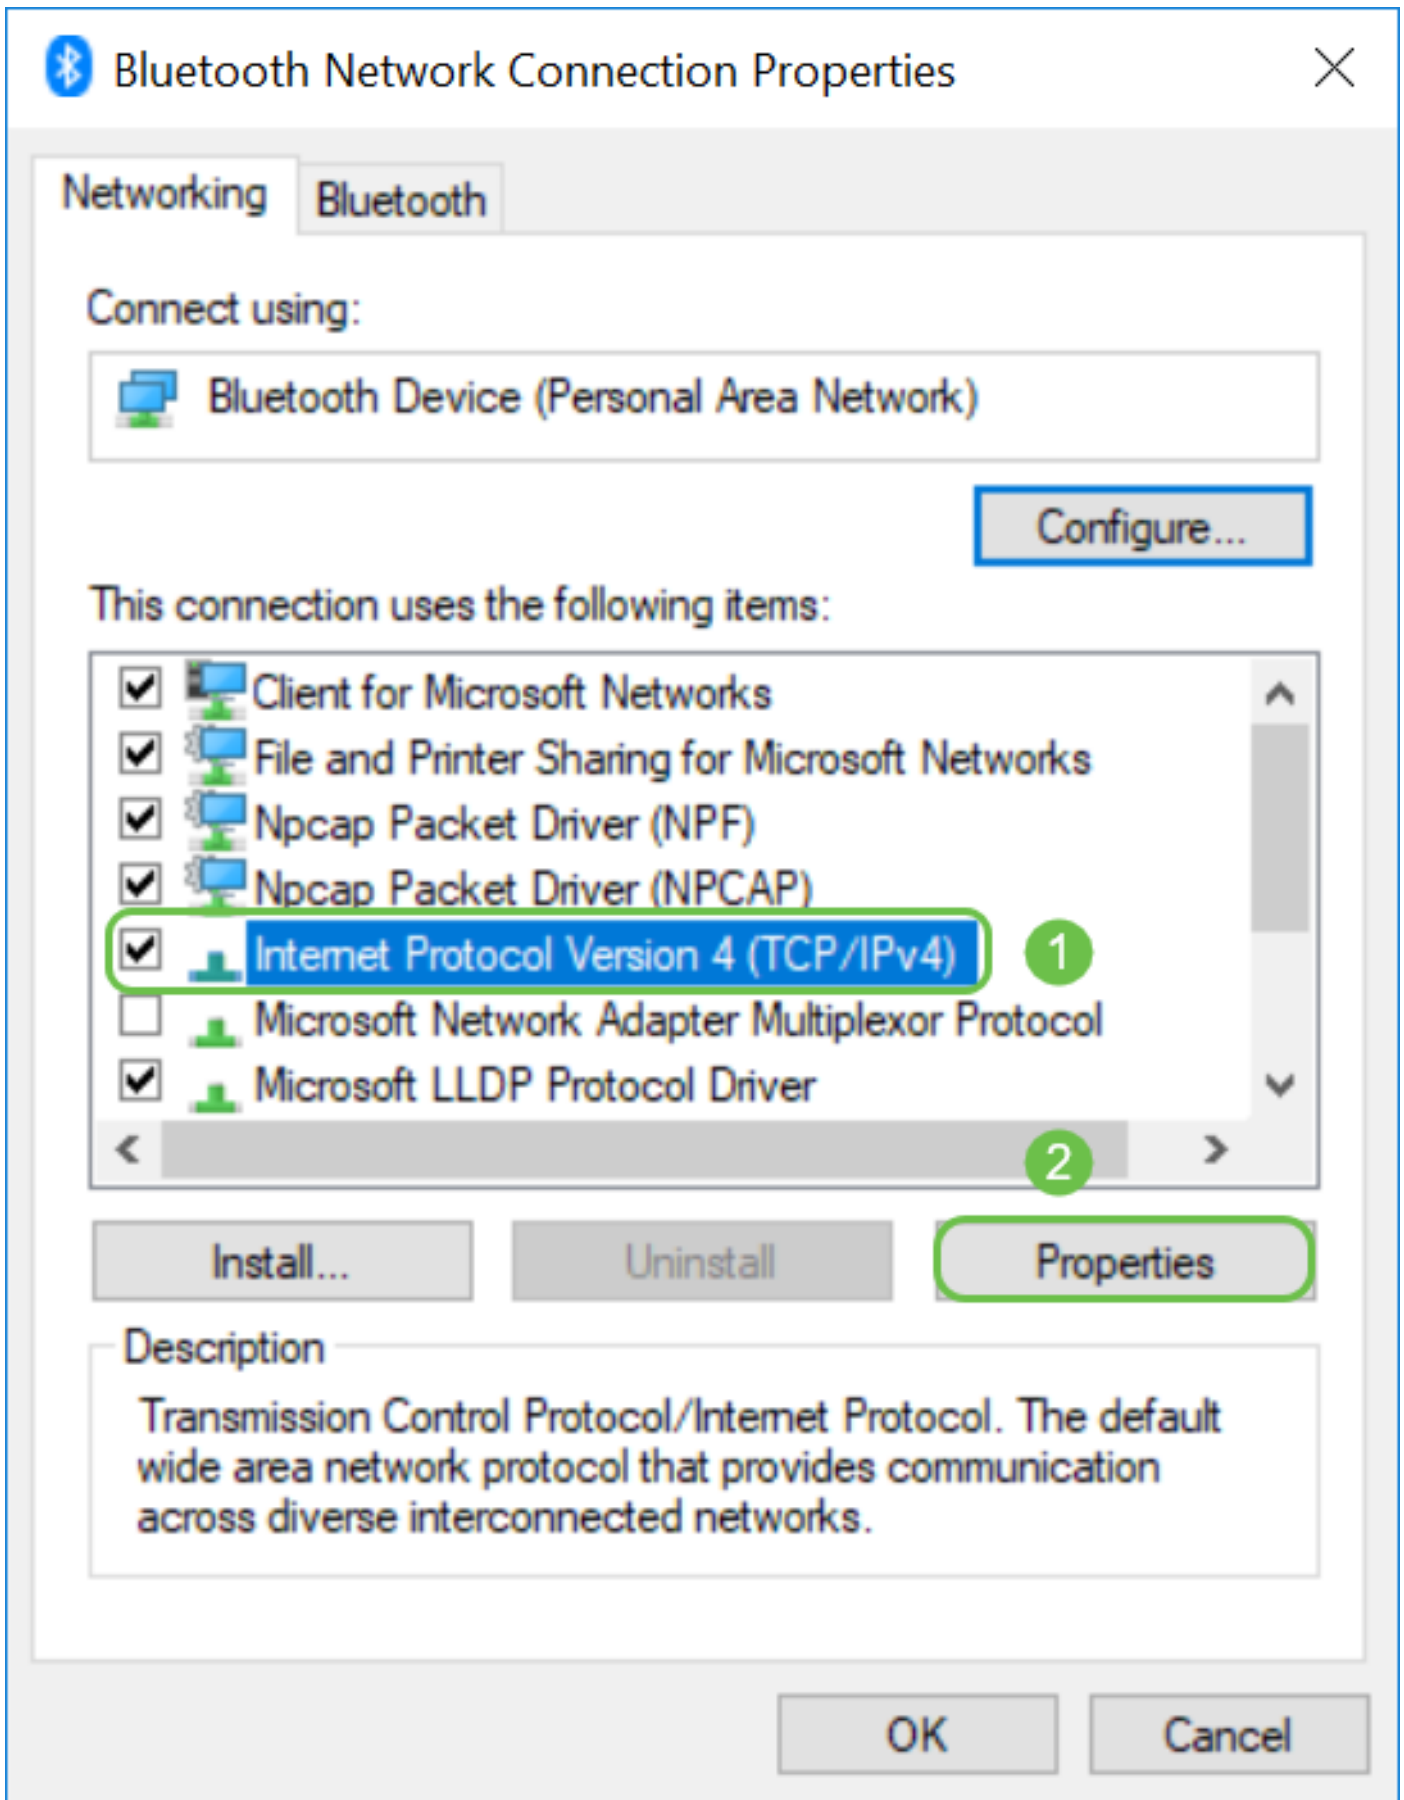 Bluetooth Network Connection Properties
Networking
Bluetooth
Connect using:
Bluetooth Device (Personal Area Network)
Configure...
This connection uses the following items:
Client for Microsoft Networks
File and Printer Sharing for Microsoft Networks
Npcap Packet Driver (NPF)
Npcap Packet Driver (NPCAP)
Internet Protocol Version 4 (TCP/IPv4) 1
Microsoft Network Adapter Multiplexor Protocol
Microsoft LLDP Protocol Driver
2
Install...
Uninstall
Properties
Description
Transmission Control Protocol/Internet Protocol. The default
wide area network protocol that provides communication
across diverse interconnected networks.
OK
Cancel